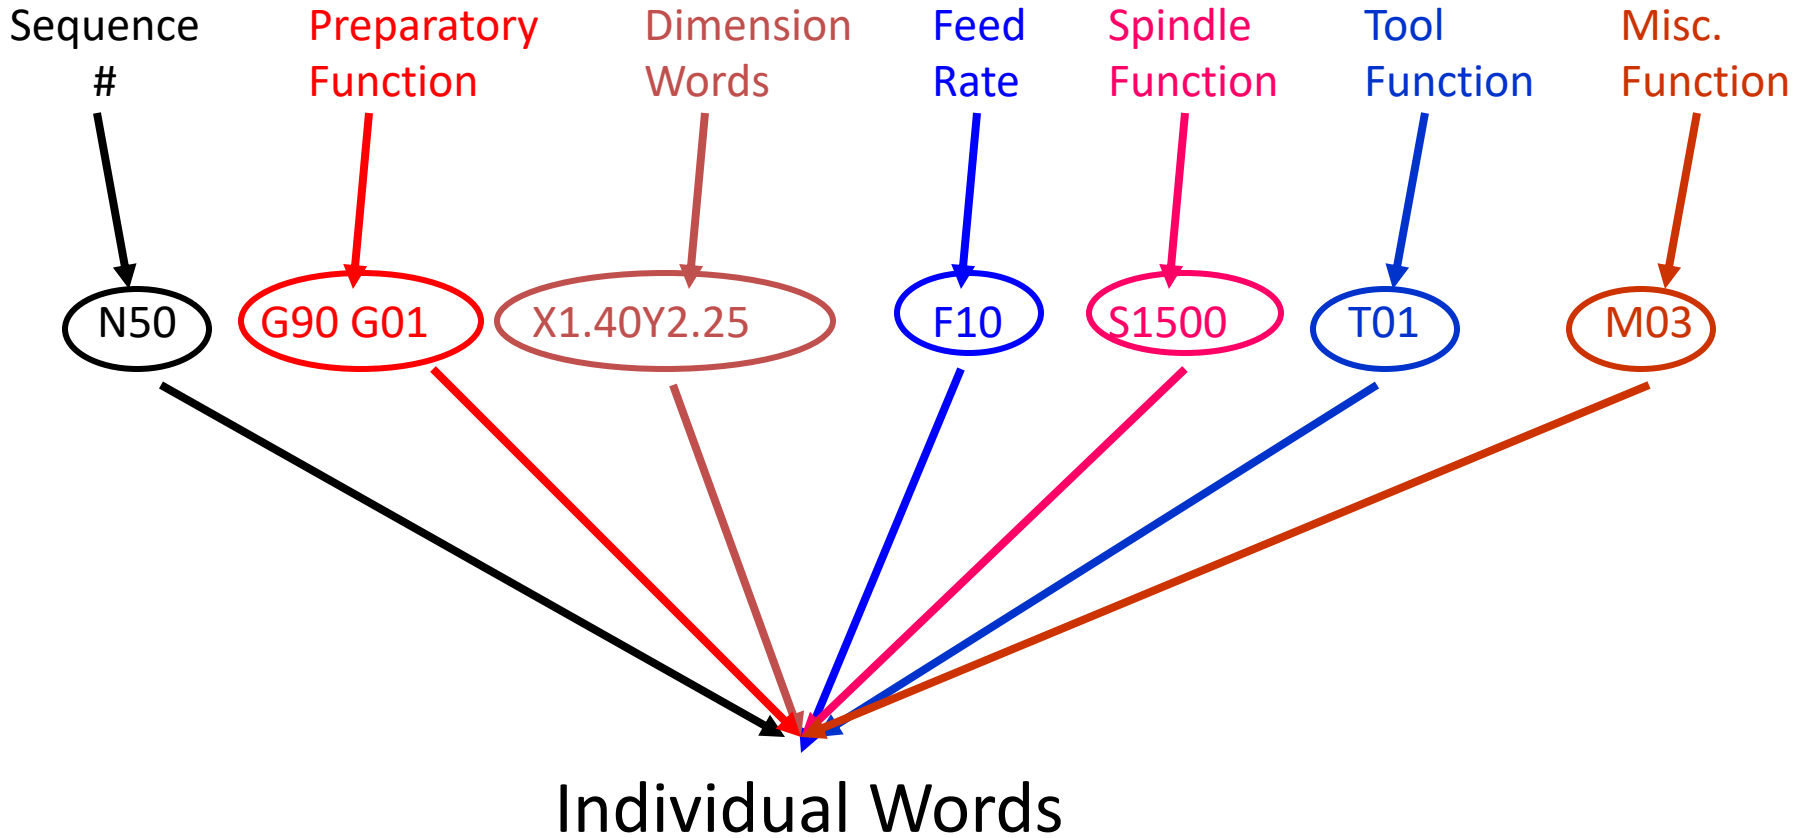 Sequence
#
Preparatory
Function
Dimension
Words
Feed
Rate
Spindle
Function
Tool
Function
Misc.
Function
N50
G90 G01
X1.40Y2.25
F10
S1500
T01
M03
Individual Words